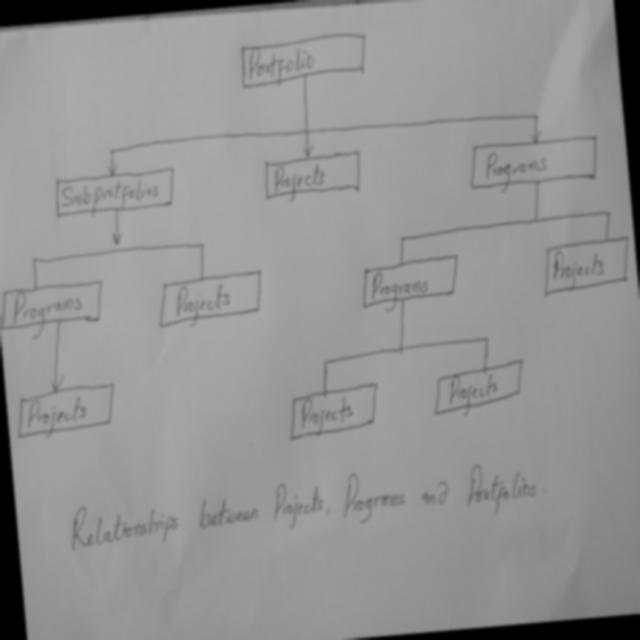 Portfolio
Subportfolios
Projects
Programs
Programs
Projects
Programs
Projects
Projects
Projects
Projects
Relationships between Projects, Programs and Portfolios.